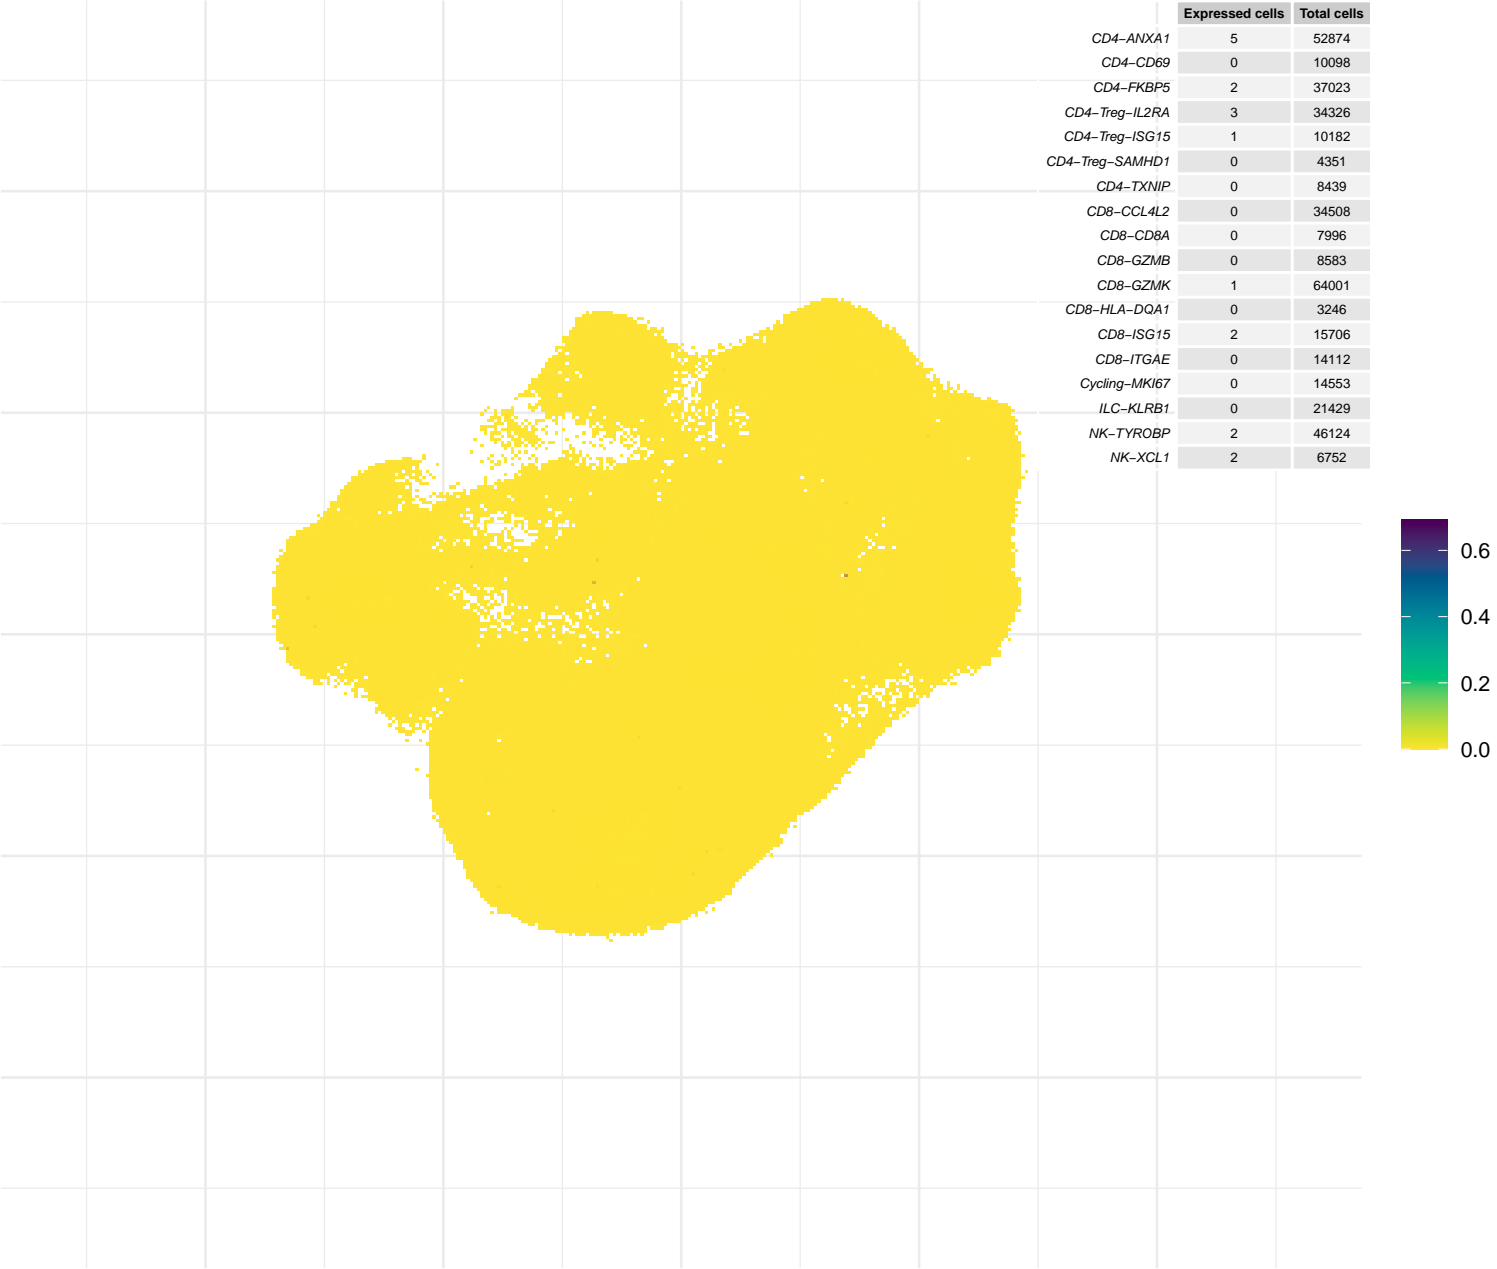 Expressed cells Total cells
CD4−ANXA1 5 52874
CD4−CD69 0 10098
CD4−FKBP5 2 37023
CD4−Treg−IL2RA 3 34326
CD4−Treg−ISG15 1 10182
CD4−Treg−SAMHD1 0 4351
CD4−TXNIP 0 8439
CD8−CCL4L2 0 34508
CD8−CD8A 0 7996
CD8−GZMB 0 8583
CD8−GZMK 1 64001
CD8−HLA−DQA1 0 3246
CD8−ISG15 2 15706
CD8−ITGAE 0 14112
Cycling−MKI67 0 14553
ILC−KLRB1 0 21429
NK−TYROBP 2 46124
NK−XCL1 2 6752
0.6
0.4
0.2
0.0